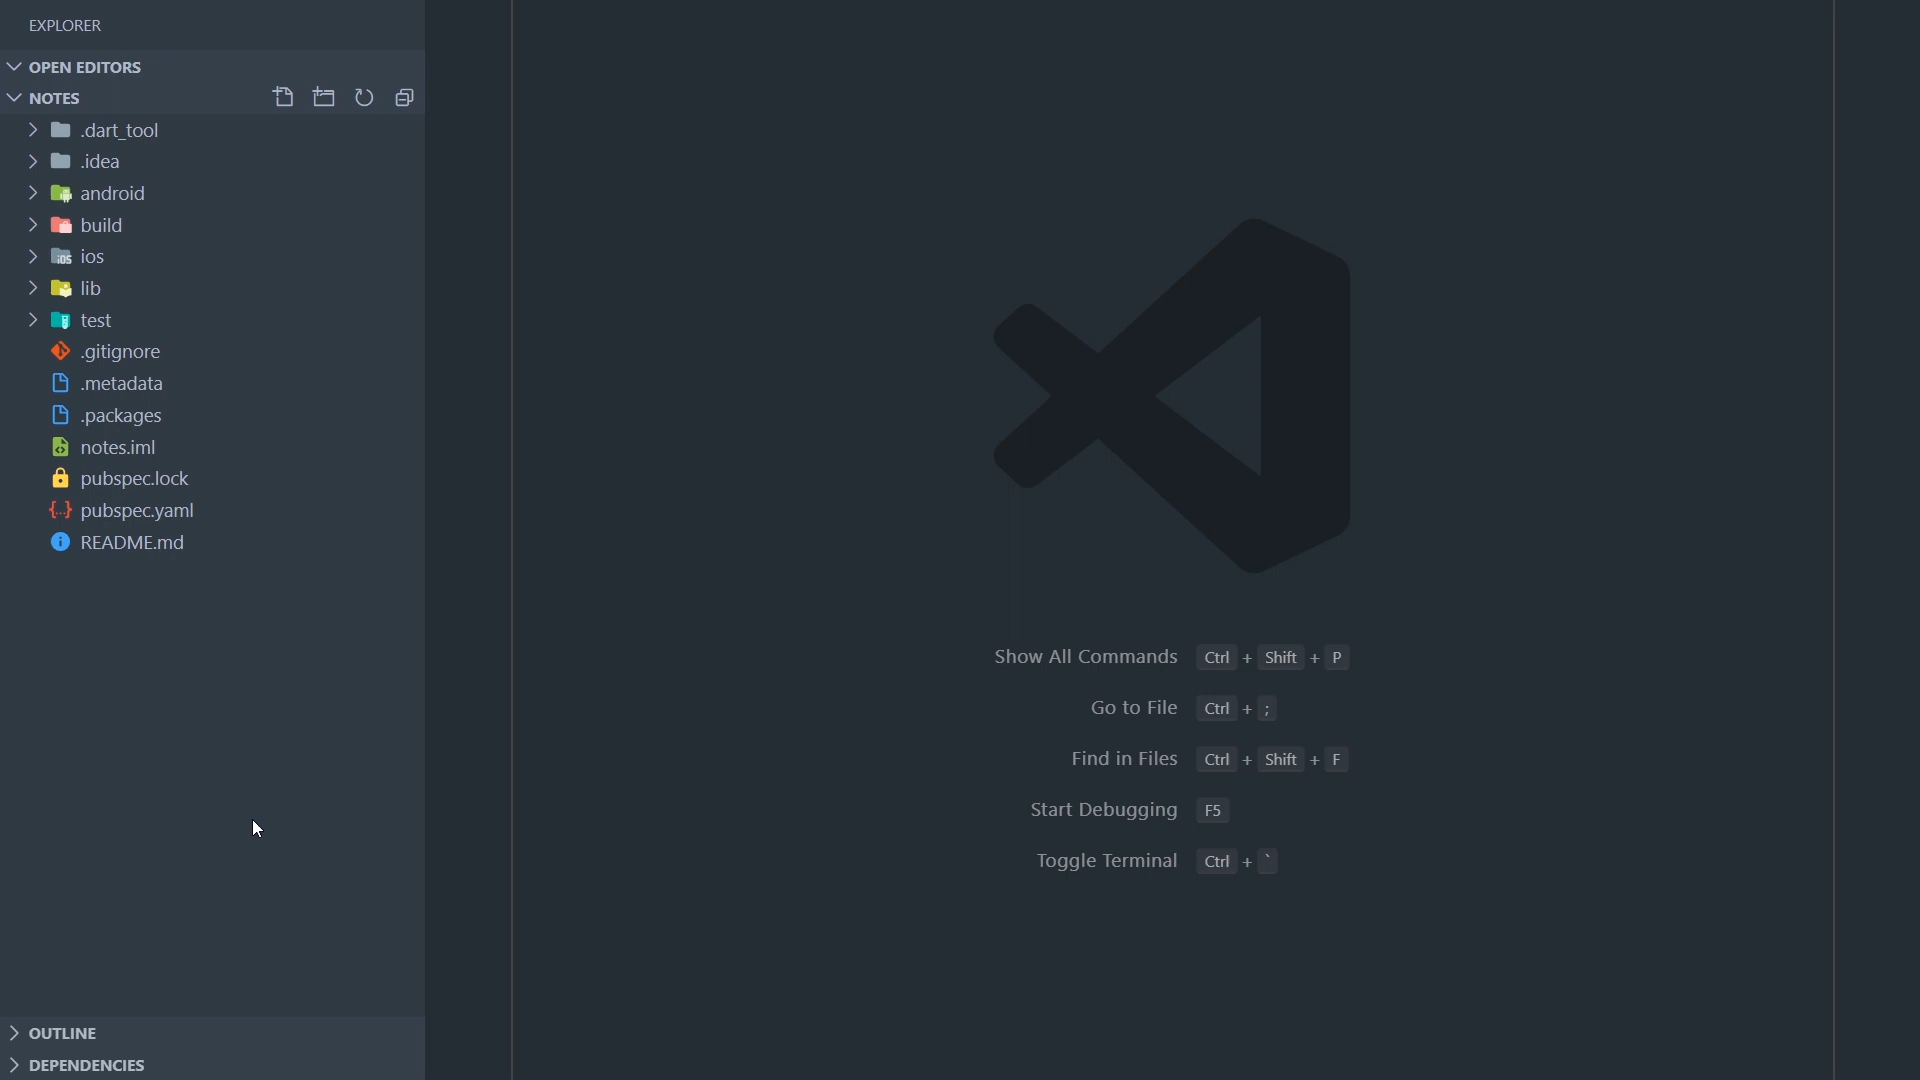 EXPLORER
OPEN EDITORS
NOTES
.dart_tool
.idea
android
build
ios
lib
test
.gitignore
.metadata
.packages
notes.iml
pubspec.lock
pubspec.yaml
README.md
OUTLINE
DEPENDENCIES
Show All Commands Ctrl + Shift + P
Go to File Ctrl + ;
Find in Files Ctrl + Shift + F
Start Debugging F5
Toggle Terminal Ctrl + `